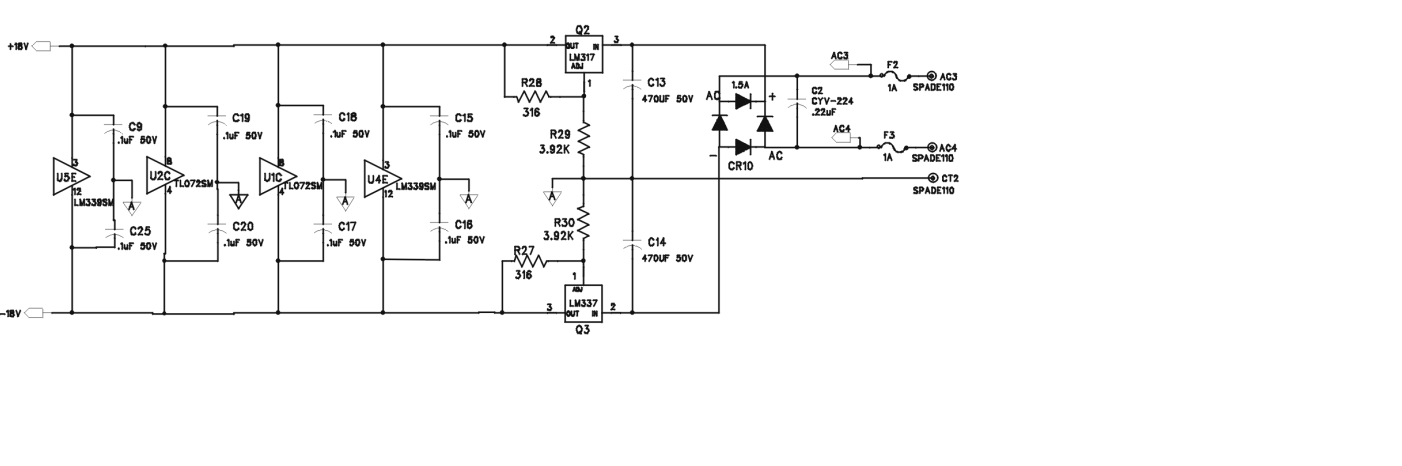 +18V
Q2
2
OUT
IN
3
LM317
ADJ
1
R28
316
R29
3.92K
C13
470UF 50V
AC3
F2
1A
AC3
SPADE110
1.5A
AC
+
C2
CYV-224
.22uF
AC4
F3
1A
AC4
SPADE110
-
AC
CR10
CT2
SPADE110
C9
.1uF 50V
C19
.1uF 50V
C18
.1uF 50V
C15
.1uF 50V
3
U5E
12
LM339SM
8
U2C
4
TL072SM
8
U1C
4
TL072SM
3
U4E
12
LM339SM
A
A
A
A
A
C25
.1uF 50V
C20
.1uF 50V
C17
.1uF 50V
C16
.1uF 50V
R30
3.92K
R27
316
C14
470UF 50V
1
ADJ
LM337
3
OUT
IN
2
Q3
-18V